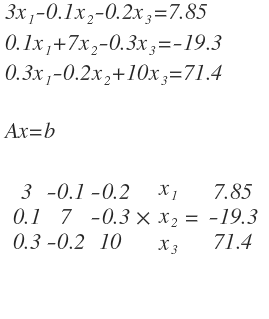 3x₁-0.1x₂-0.2x₃=7.85
0.1x₁+7x₂-0.3x₃=-19.3
0.3x₁-0.2x₂+10x₃=71.4
Ax=b
3 -0.1 -0.2 x₁ 7.85
0.1 7 -0.3 × x₂ = -19.3
0.3 -0.2 10 x₃ 71.4